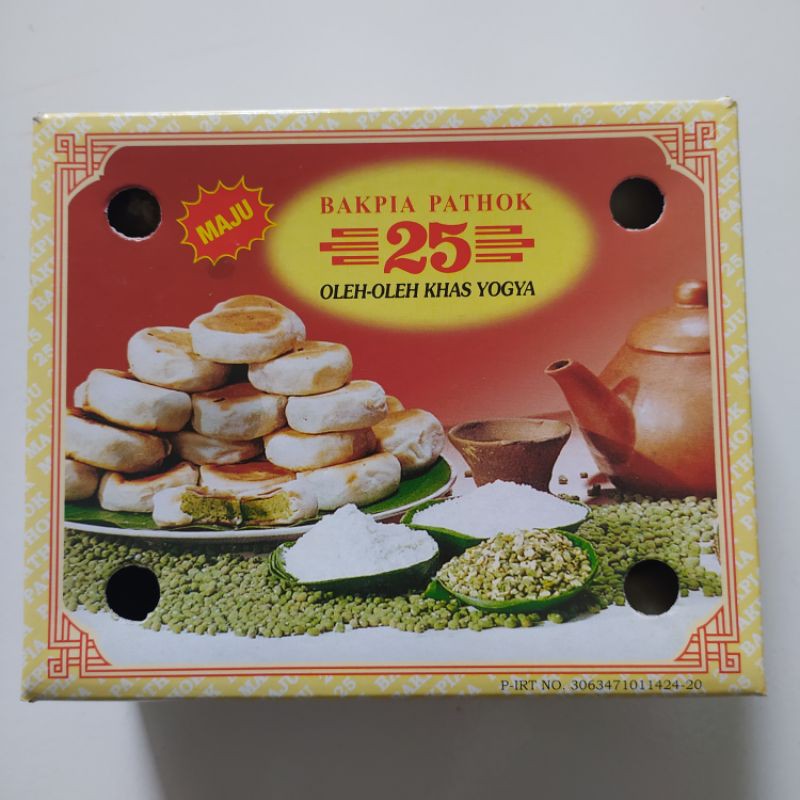 MAJU
BAKPIA PATHOK
25
OLEH-OLEH KHAS YOGYA
P-IRT NO. 3063471011424-20